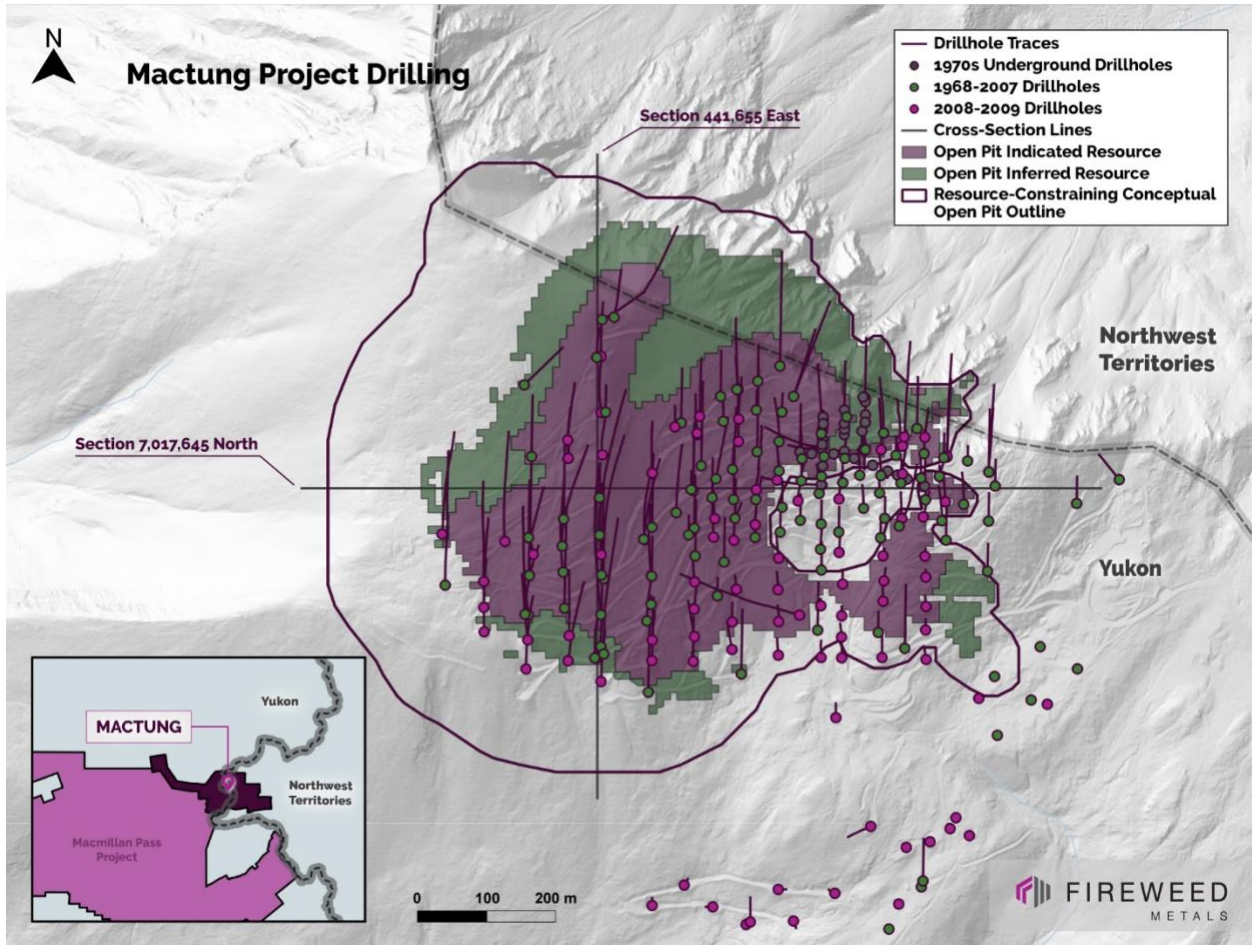 N
Mactung Project Drilling
Drillhole Traces
1970s Underground Drillholes
1968-2007 Drillholes
2008-2009 Drillholes
Cross-Section Lines
Open Pit Indicated Resource
Open Pit Inferred Resource
Resource-Constraining Conceptual
Open Pit Outline
Section 441,655 East
Northwest
Territories
Section 7,017,645 North
Yukon
Yukon
MACTUNG
Northwest
Territories
Macmillan Pass
Project
0 100 200 m
FIREWEED
METALS